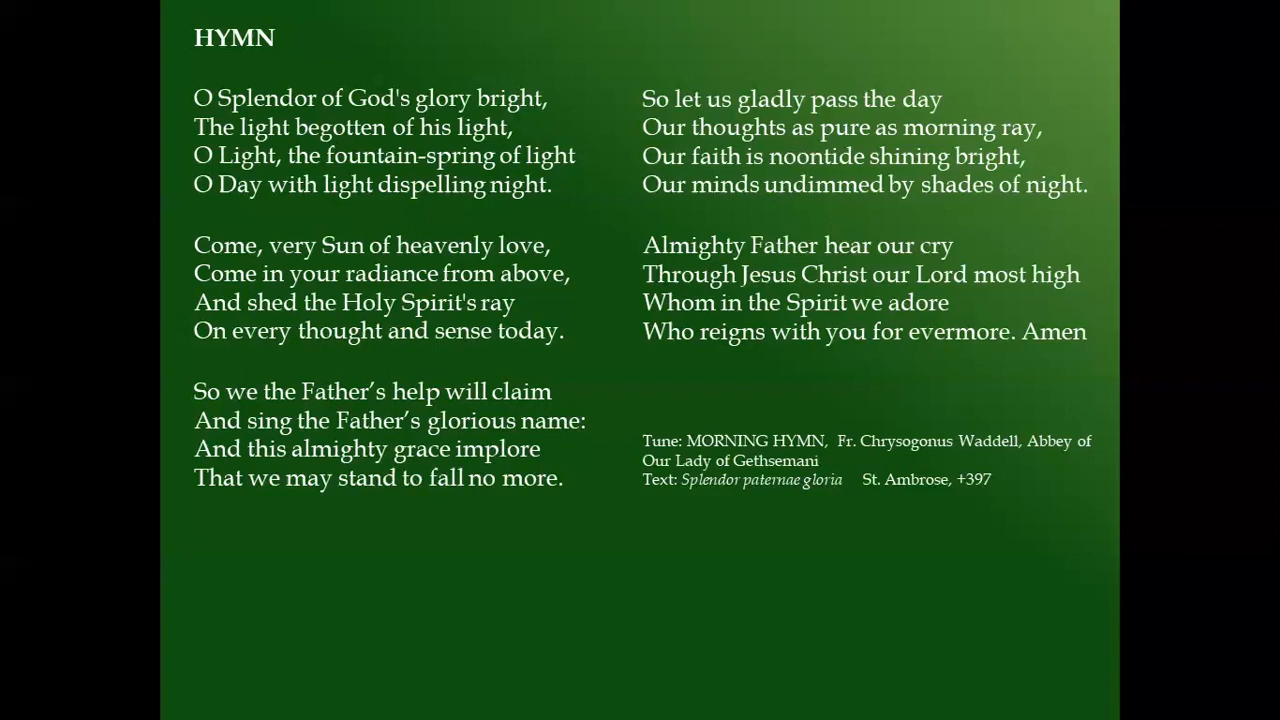 HYMN
O Splendor of God's glory bright,
The light begotten of his light,
O Light, the fountain-spring of light
O Day with light dispelling night.
Come, very Sun of heavenly love,
Come in your radiance from above,
And shed the Holy Spirit's ray
On every thought and sense today.
So we the Father’s help will claim
And sing the Father’s glorious name:
And this almighty grace implore
That we may stand to fall no more.
So let us gladly pass the day
Our thoughts as pure as morning ray,
Our faith is noontide shining bright,
Our minds undimmed by shades of night.
Almighty Father hear our cry
Through Jesus Christ our Lord most high
Whom in the Spirit we adore
Who reigns with you for evermore. Amen
Tune: MORNING HYMN, Fr. Chrysogonus Waddell, Abbey of
Our Lady of Gethsemani
Text: Splendor paternae gloria St. Ambrose, +397